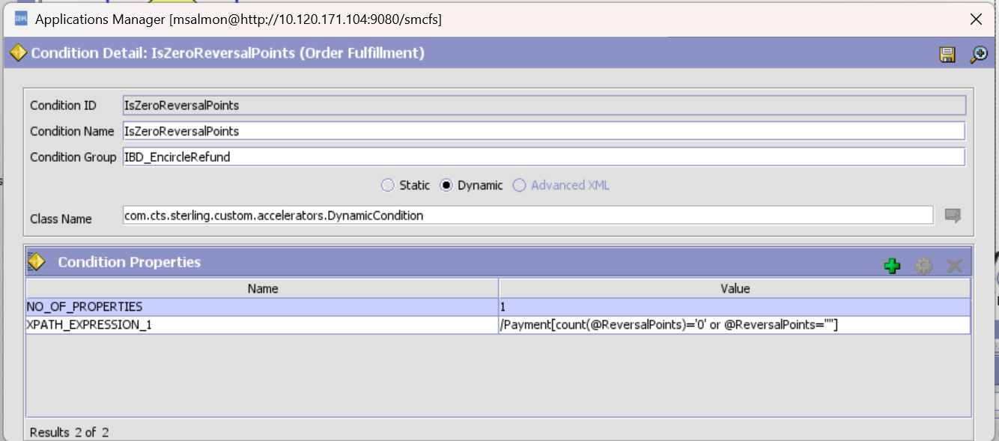 IBM Applications Manager [msalmon@http://10.120.171.104:9080/smcfs]
Condition Detail: IsZeroReversalPoints (Order Fulfillment)
Condition ID IsZeroReversalPoints
Condition Name IsZeroReversalPoints
Condition Group IBD_EncircleRefund
Static Dynamic Advanced XML
Class Name com.cts.sterling.custom.accelerators.DynamicCondition
Condition Properties
Name Value
NO_OF_PROPERTIES 1
XPATH_EXPRESSION_1 /Payment[count(@ReversalPoints)='0' or @ReversalPoints=""]
Results 2 of 2